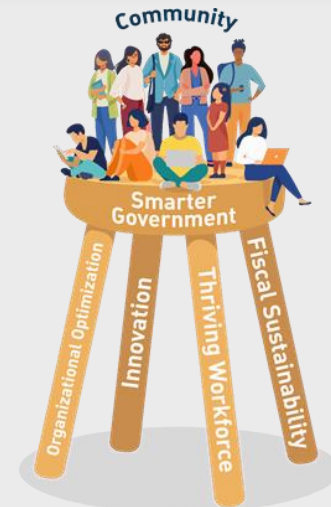 Community
Smarter
Government
Organizational Optimization
Innovation
Thriving Workforce
Fiscal Sustainability